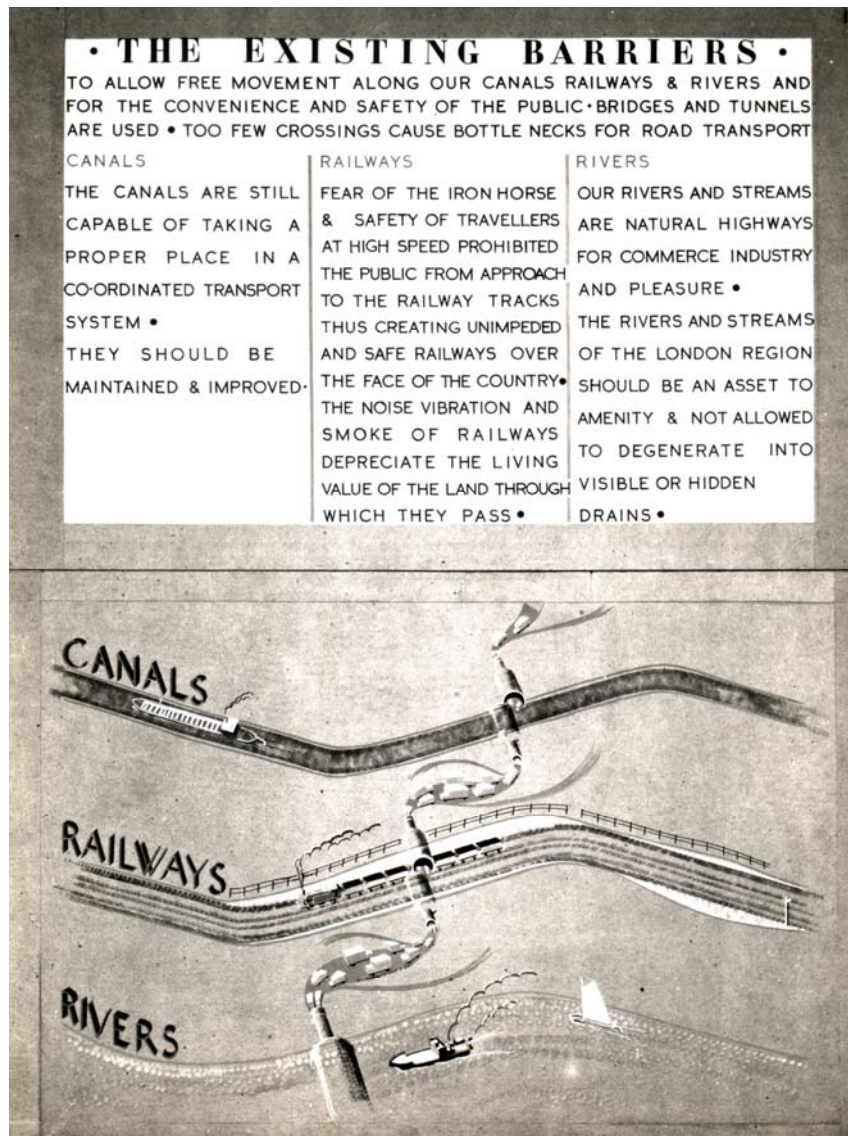 • THE EXISTING BARRIERS •
TO ALLOW FREE MOVEMENT ALONG OUR CANALS RAILWAYS & RIVERS AND
FOR THE CONVENIENCE AND SAFETY OF THE PUBLIC • BRIDGES AND TUNNELS
ARE USED • TOO FEW CROSSINGS CAUSE BOTTLE NECKS FOR ROAD TRANSPORT
CANALS
THE CANALS ARE STILL
CAPABLE OF TAKING A
PROPER PLACE IN A
CO-ORDINATED TRANSPORT
SYSTEM •
THEY SHOULD BE
MAINTAINED & IMPROVED •
RAILWAYS
FEAR OF THE IRON HORSE
& SAFETY OF TRAVELLERS
AT HIGH SPEED PROHIBITED
THE PUBLIC FROM APPROACH
TO THE RAILWAY TRACKS
THUS CREATING UNIMPEDED
AND SAFE RAILWAYS OVER
THE FACE OF THE COUNTRY •
THE NOISE VIBRATION AND
SMOKE OF RAILWAYS
DEPRECIATE THE LIVING
VALUE OF THE LAND THROUGH
WHICH THEY PASS •
RIVERS
OUR RIVERS AND STREAMS
ARE NATURAL HIGHWAYS
FOR COMMERCE INDUSTRY
AND PLEASURE •
THE RIVERS AND STREAMS
OF THE LONDON REGION
SHOULD BE AN ASSET TO
AMENITY & NOT ALLOWED
TO DEGENERATE INTO
VISIBLE OR HIDDEN
DRAINS •
CANALS
RAILWAYS
RIVERS